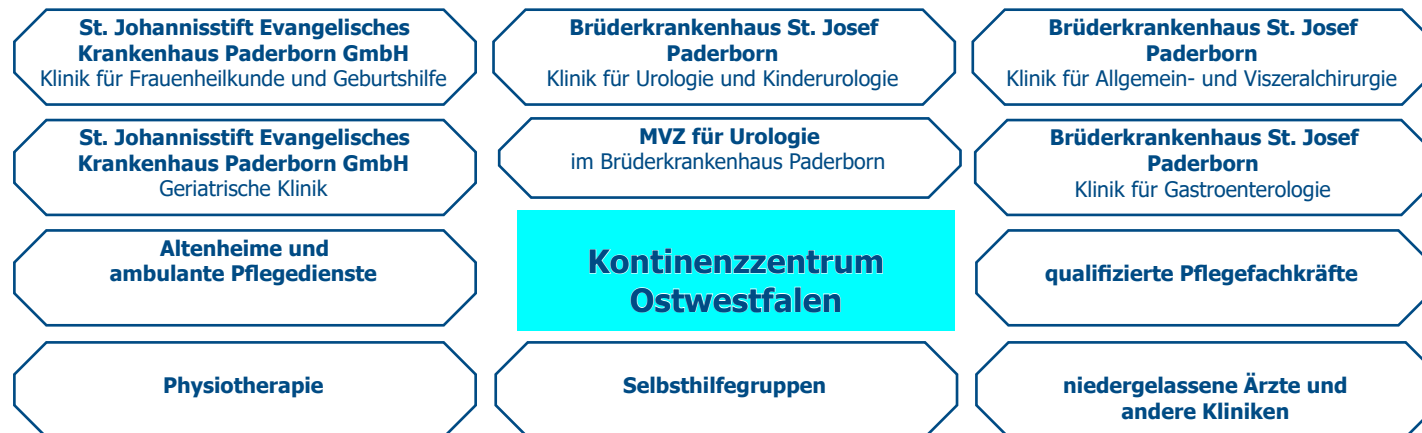 St. Johannisstift Evangelisches
Krankenhaus Paderborn GmbH
Klinik für Frauenheilkunde und Geburtshilfe
Brüderkrankenhaus St. Josef
Paderborn
Klinik für Urologie und Kinderurologie
Brüderkrankenhaus St. Josef
Paderborn
Klinik für Allgemein- und Viszeralchirurgie
St. Johannisstift Evangelisches
Krankenhaus Paderborn GmbH
Geriatrische Klinik
MVZ für Urologie
im Brüderkrankenhaus Paderborn
Brüderkrankenhaus St. Josef
Paderborn
Klinik für Gastroenterologie
Altenheime und
ambulante Pflegedienste
Kontinenzzentrum
Ostwestfalen
qualifizierte Pflegefachkräfte
Physiotherapie
Selbsthilfegruppen
niedergelassene Ärzte und
andere Kliniken